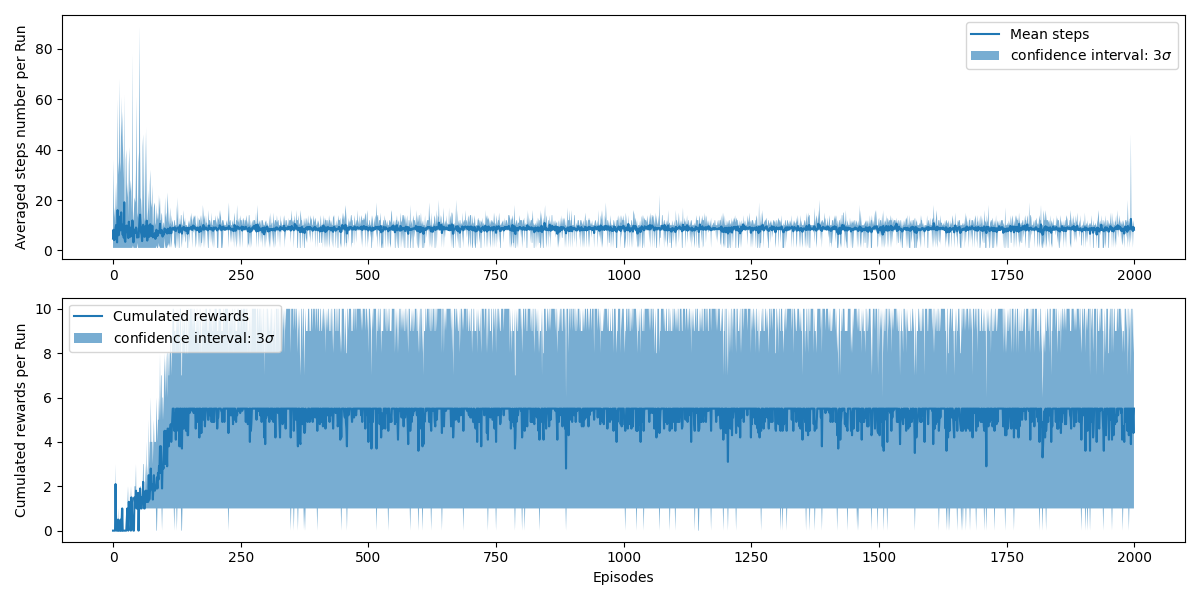 Averaged steps number per Run
80
60
40
20
0
Mean steps
confidence interval: 3σ
0 250 500 750 1000 1250 1500 1750 2000
Cumulated rewards per Run
10
8
6
4
2
0
Cumulated rewards
confidence interval: 3σ
0 250 500 750 1000 1250 1500 1750 2000
Episodes